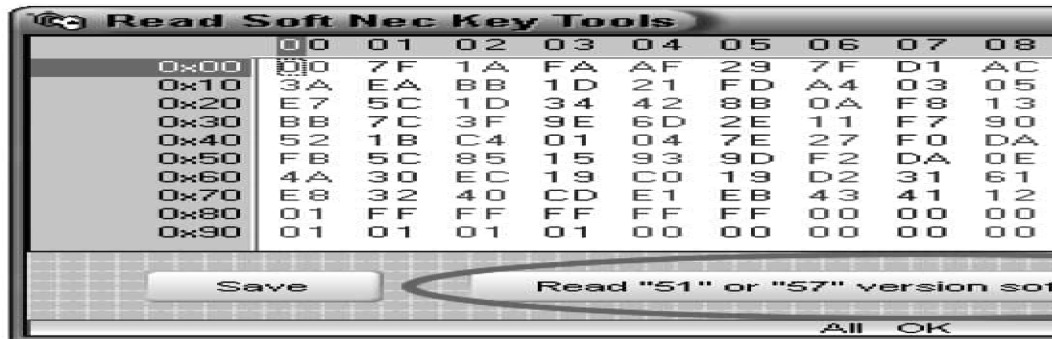 Read Soft Nec Key Tools
00 01 02 03 04 05 06 07 08
0x00 00 7F 1A FA AF 29 7F D1 AC
0x10 3A EA BB 1D 21 FD A4 03 05
0x20 E7 5C 1D 34 42 8B 0A F8 13
0x30 BB 7C 3F 9E 6D 2E 11 F7 90
0x40 52 1B C4 01 04 7E 27 F0 DA
0x50 FB 5C 85 15 93 9D F2 DA 0E
0x60 4A 30 EC 19 C0 19 D2 31 61
0x70 E8 32 40 CD E1 EB 43 41 12
0x80 01 FF FF FF FF FF 00 00 00
0x90 01 01 01 01 00 00 00 00 00
Save Read "51" or "57" version
All OK